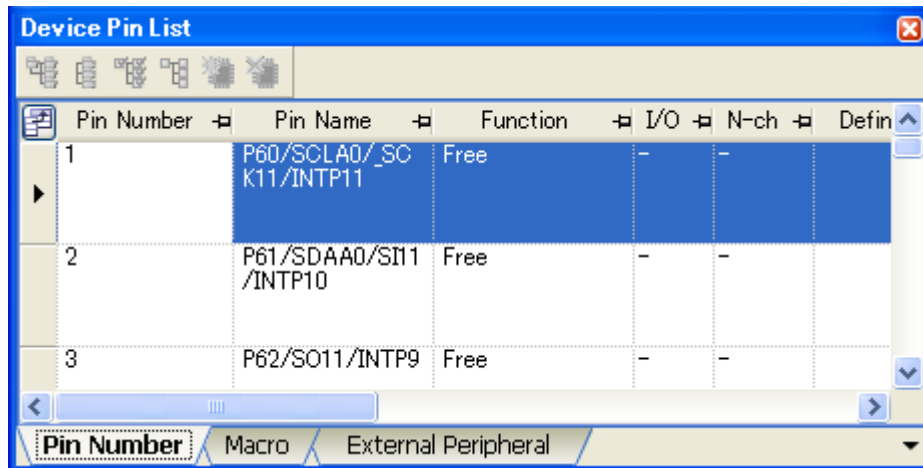 Device Pin List
Pin Number Pin Name Function I/O N-ch Defin
1 P60/SCLA0/_SC Free - -
K11/INTP11
2 P61/SDAA0/SI11 Free - -
/INTP10
3 P62/SO11/INTP9 Free - -
Pin Number Macro External Peripheral